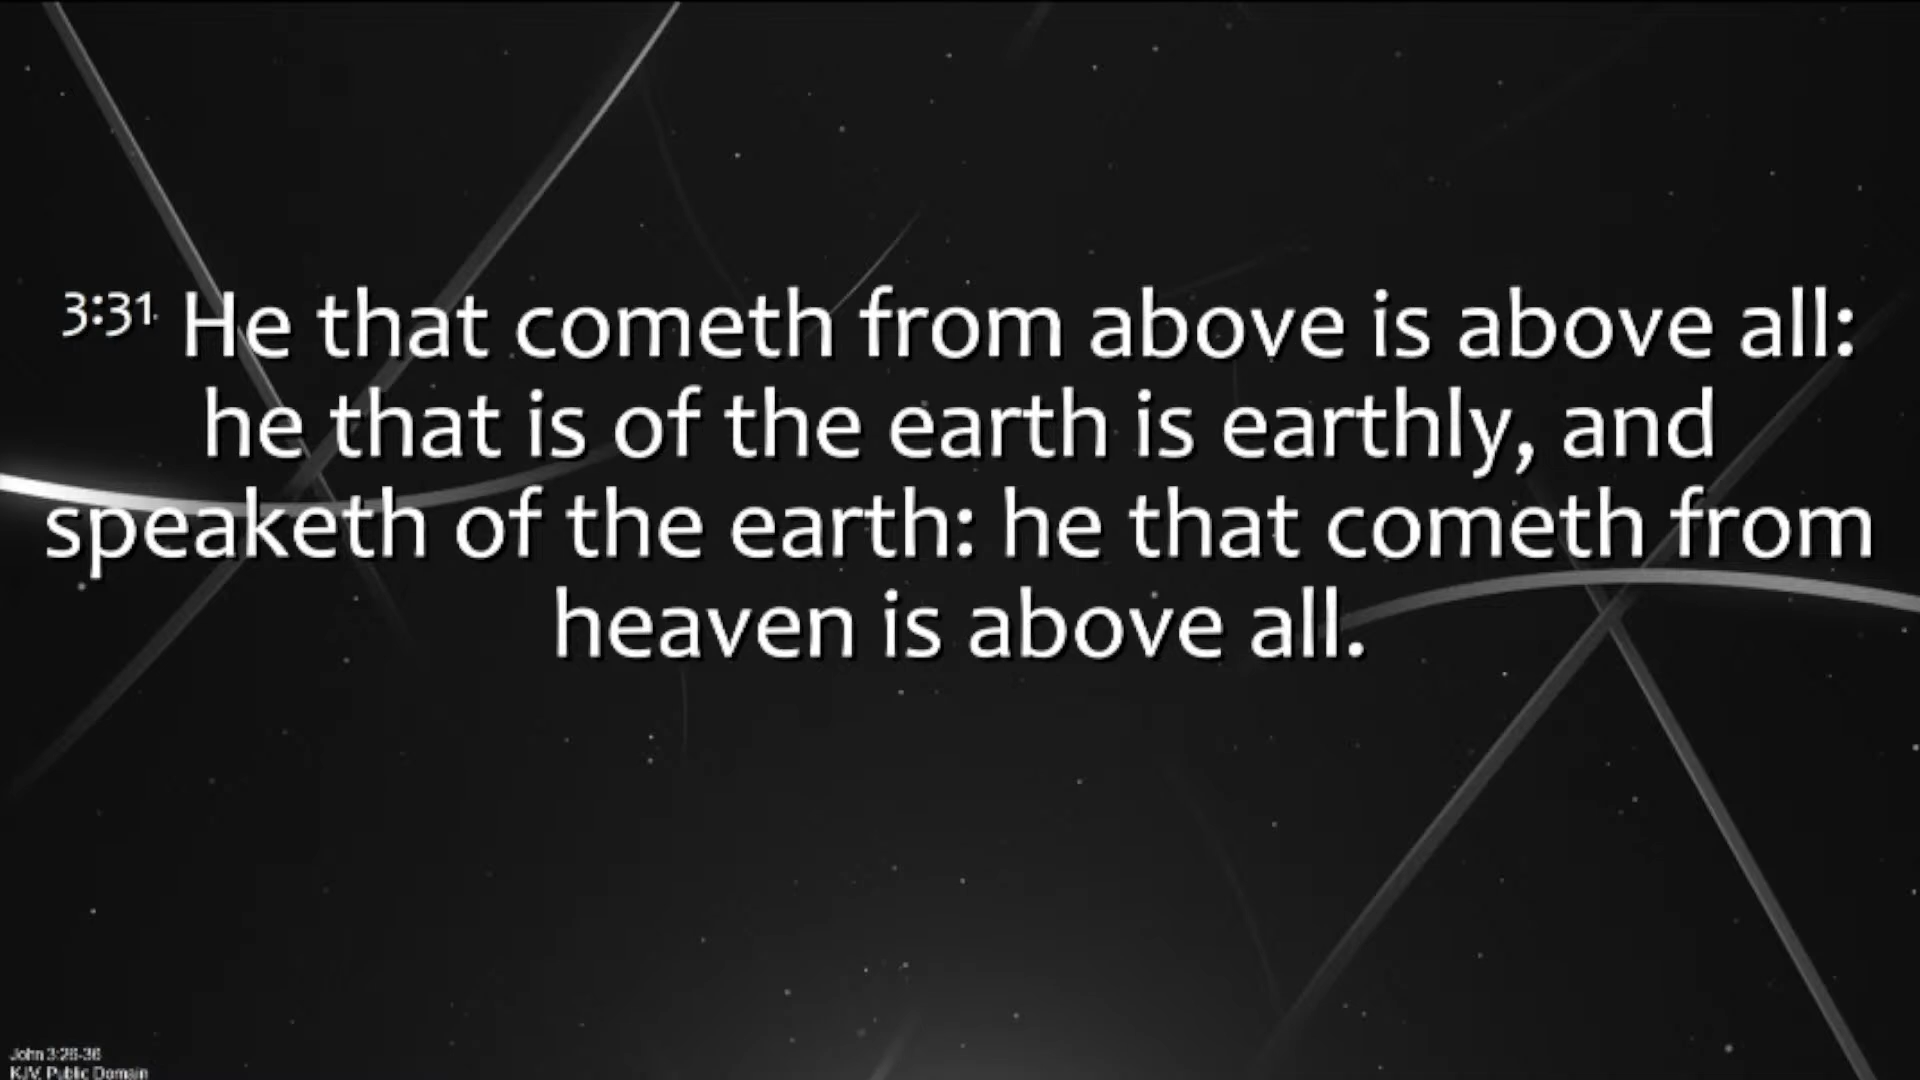 3:31 He that cometh from above is above all:
he that is of the earth is earthly, and
speaketh of the earth: he that cometh from
heaven is above all.
John 3:26-36
KJV, Public Domain